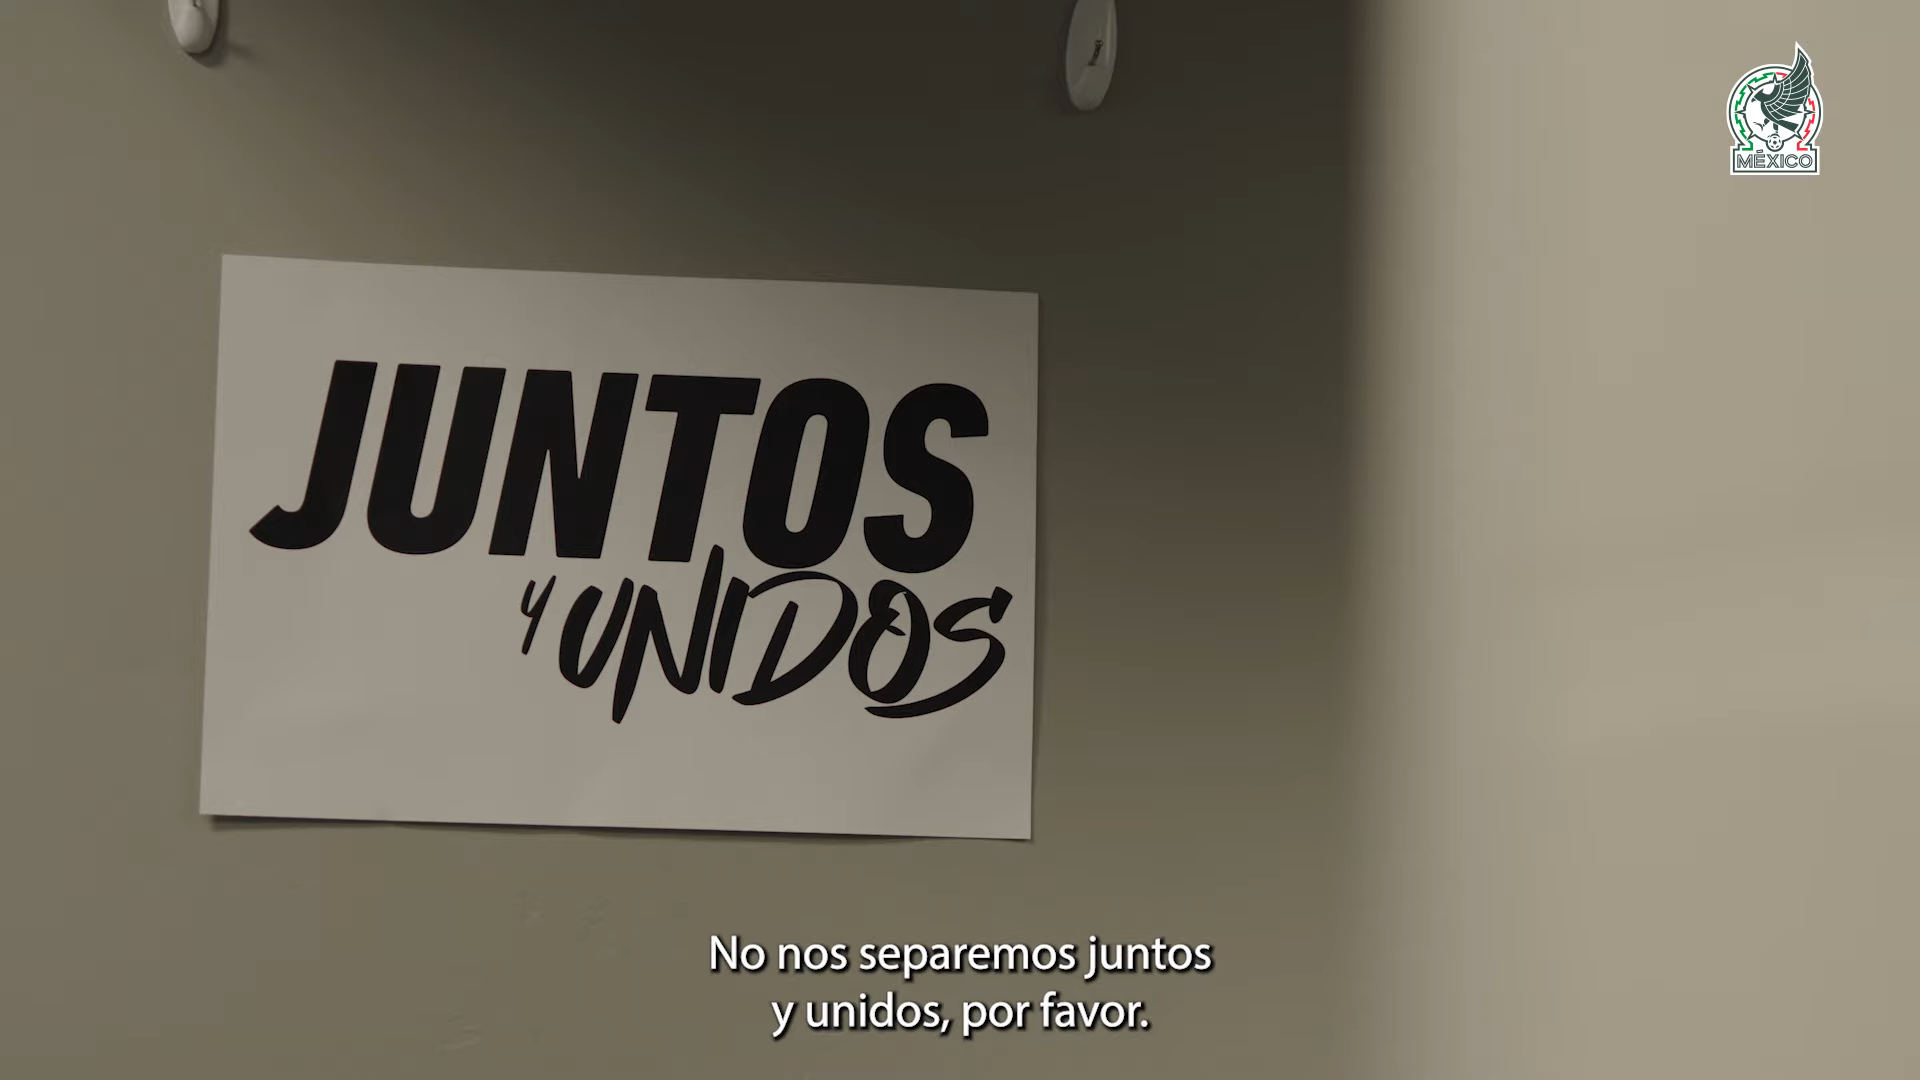 MÉXICO
JUNTOS
Y UNIDOS
No nos separemos juntos
y unidos, por favor.